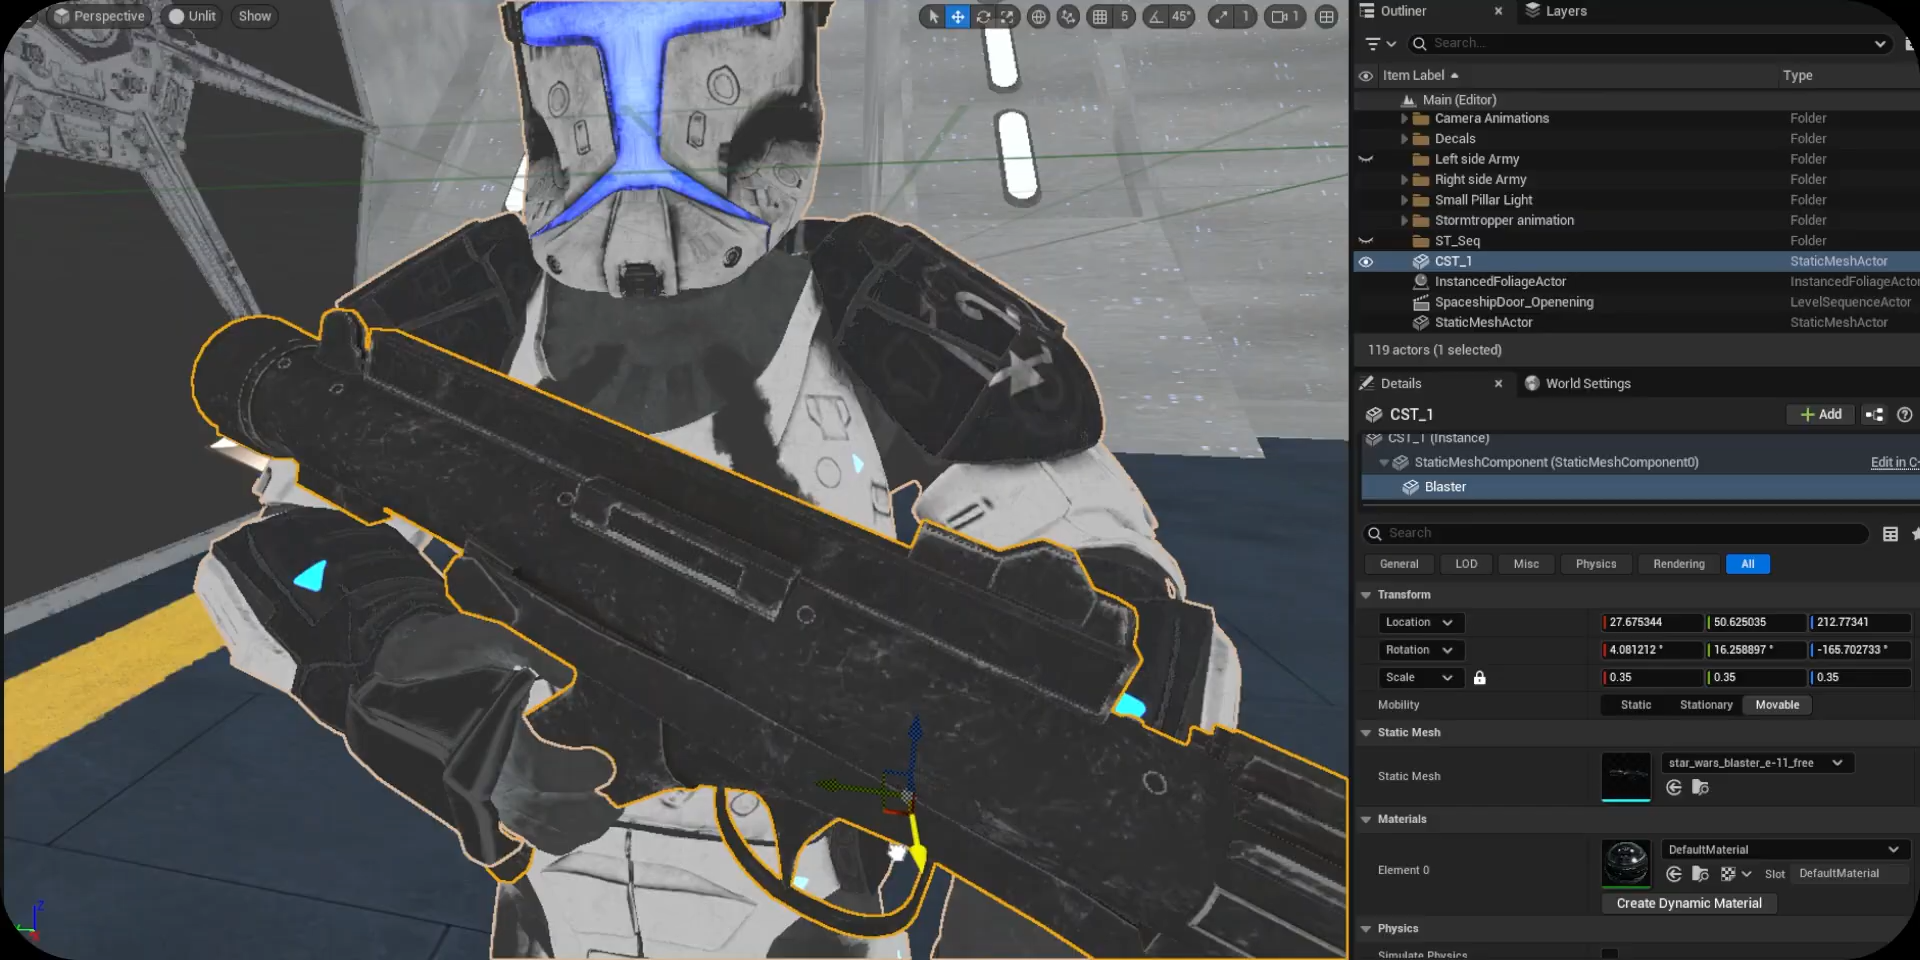 Perspective
Unlit
Show
5
45°
1
1
Outliner
Layers
Search...
Item Label
Type
Main (Editor)
Camera Animations
Folder
Decals
Folder
Left side Army
Folder
Right side Army
Folder
Small Pillar Light
Folder
Stormtropper animation
Folder
ST_Seq
Folder
CST_1
StaticMeshActor
InstancedFoliageActor
InstancedFoliageActor
SpaceshipDoor_Openening
LevelSequenceActor
StaticMeshActor
StaticMeshActor
119 actors (1 selected)
Details
World Settings
CST_1
Add
CST_1 (Instance)
StaticMeshComponent (StaticMeshComponent0)
Edit in C
Blaster
Search
General
LOD
Misc
Physics
Rendering
All
Transform
Location
27.675344
50.625035
212.77341
Rotation
4.081212 °
16.258897 °
-165.702733 °
Scale
0.35
0.35
0.35
Mobility
Static
Stationary
Movable
Static Mesh
Static Mesh
star_wars_blaster_e-11_free
Materials
Element 0
DefaultMaterial
Slot
DefaultMaterial
Create Dynamic Material
Physics
Simulate Physics